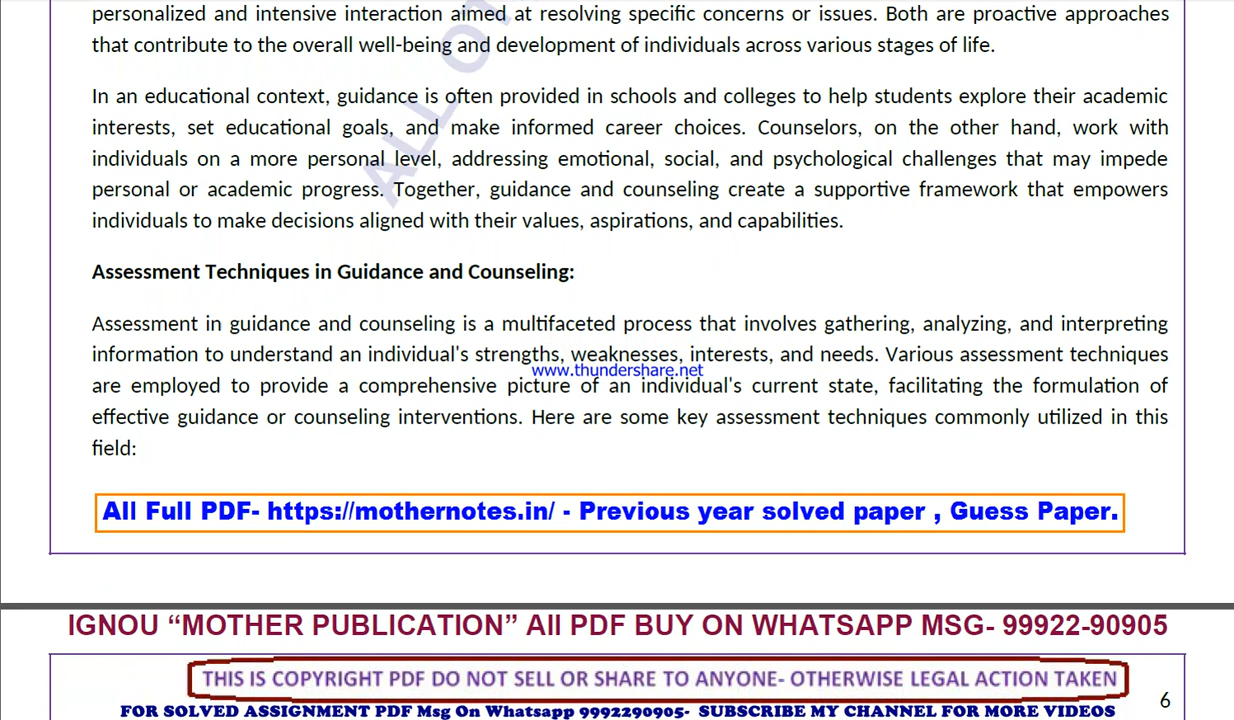 personalized and intensive interaction aimed at resolving specific concerns or issues. Both are proactive approaches
that contribute to the overall well-being and development of individuals across various stages of life.
In an educational context, guidance is often provided in schools and colleges to help students explore their academic
interests, set educational goals, and make informed career choices. Counselors, on the other hand, work with
individuals on a more personal level, addressing emotional, social, and psychological challenges that may impede
personal or academic progress. Together, guidance and counseling create a supportive framework that empowers
individuals to make decisions aligned with their values, aspirations, and capabilities.
ALL OT
Assessment Techniques in Guidance and Counseling:
Assessment in guidance and counseling is a multifaceted process that involves gathering, analyzing, and interpreting
information to understand an individual's strengths, weaknesses, interests, and needs. Various assessment techniques
www.thundershare.net
are employed to provide a comprehensive picture of an individual's current state, facilitating the formulation of
effective guidance or counseling interventions. Here are some key assessment techniques commonly utilized in this
field:
All Full PDF- https://mothernotes.in/ - Previous year solved paper , Guess Paper.
IGNOU “MOTHER PUBLICATION” All PDF BUY ON WHATSAPP MSG- 99922-90905
THIS IS COPYRIGHT PDF DO NOT SELL OR SHARE TO ANYONE- OTHERWISE LEGAL ACTION TAKEN
6
FOR SOLVED ASSIGNMENT PDF Msg On Whatsapp 9992290905- SUBSCRIBE MY CHANNEL FOR MORE VIDEOS